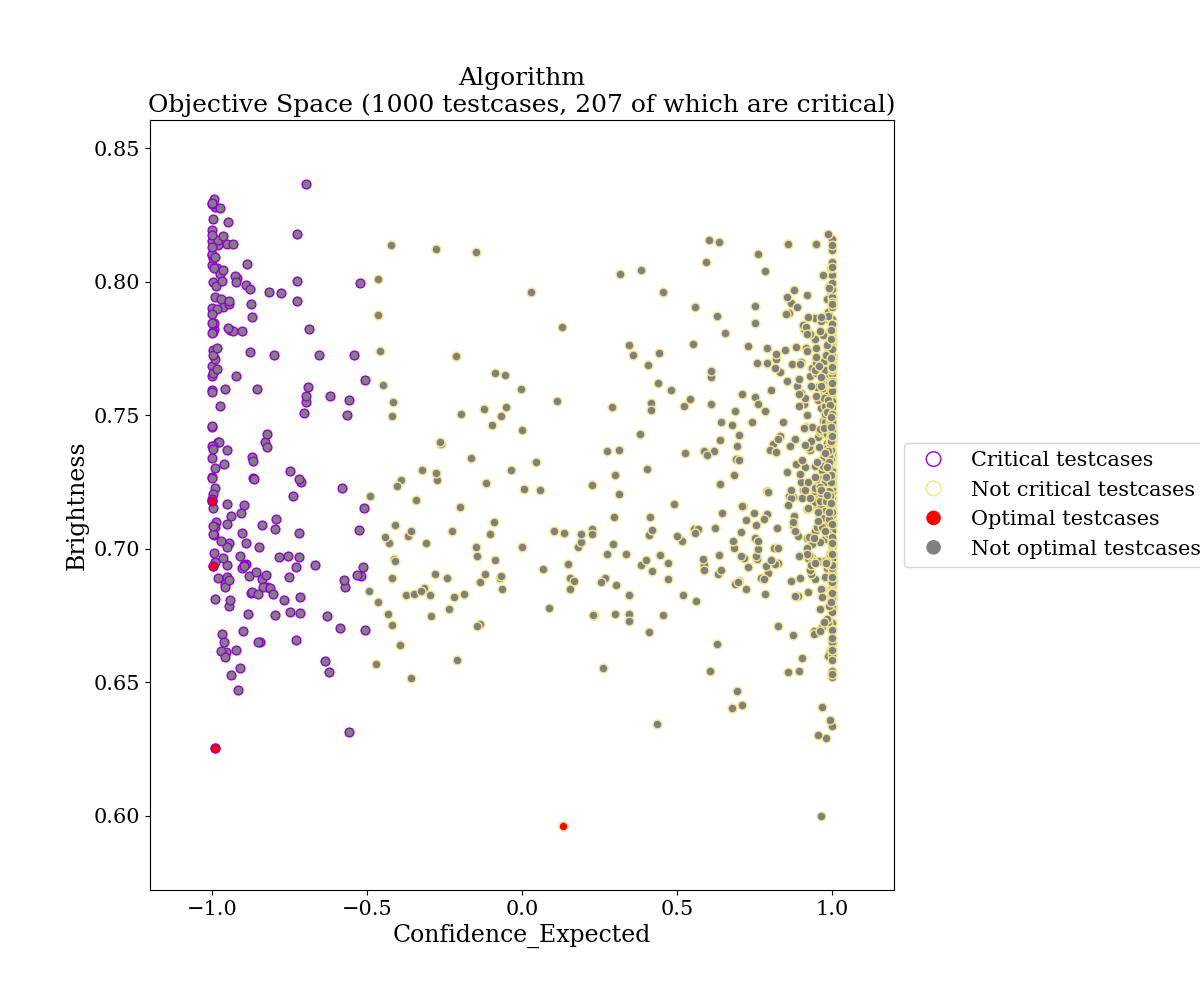 Algorithm
Objective Space (1000 testcases, 207 of which are critical)
0.85
0.80
0.75
0.70
0.65
0.60
Brightness
−1.0
−0.5
0.0
0.5
1.0
Confidence_Expected
Critical testcases
Not critical testcases
Optimal testcases
Not optimal testcases